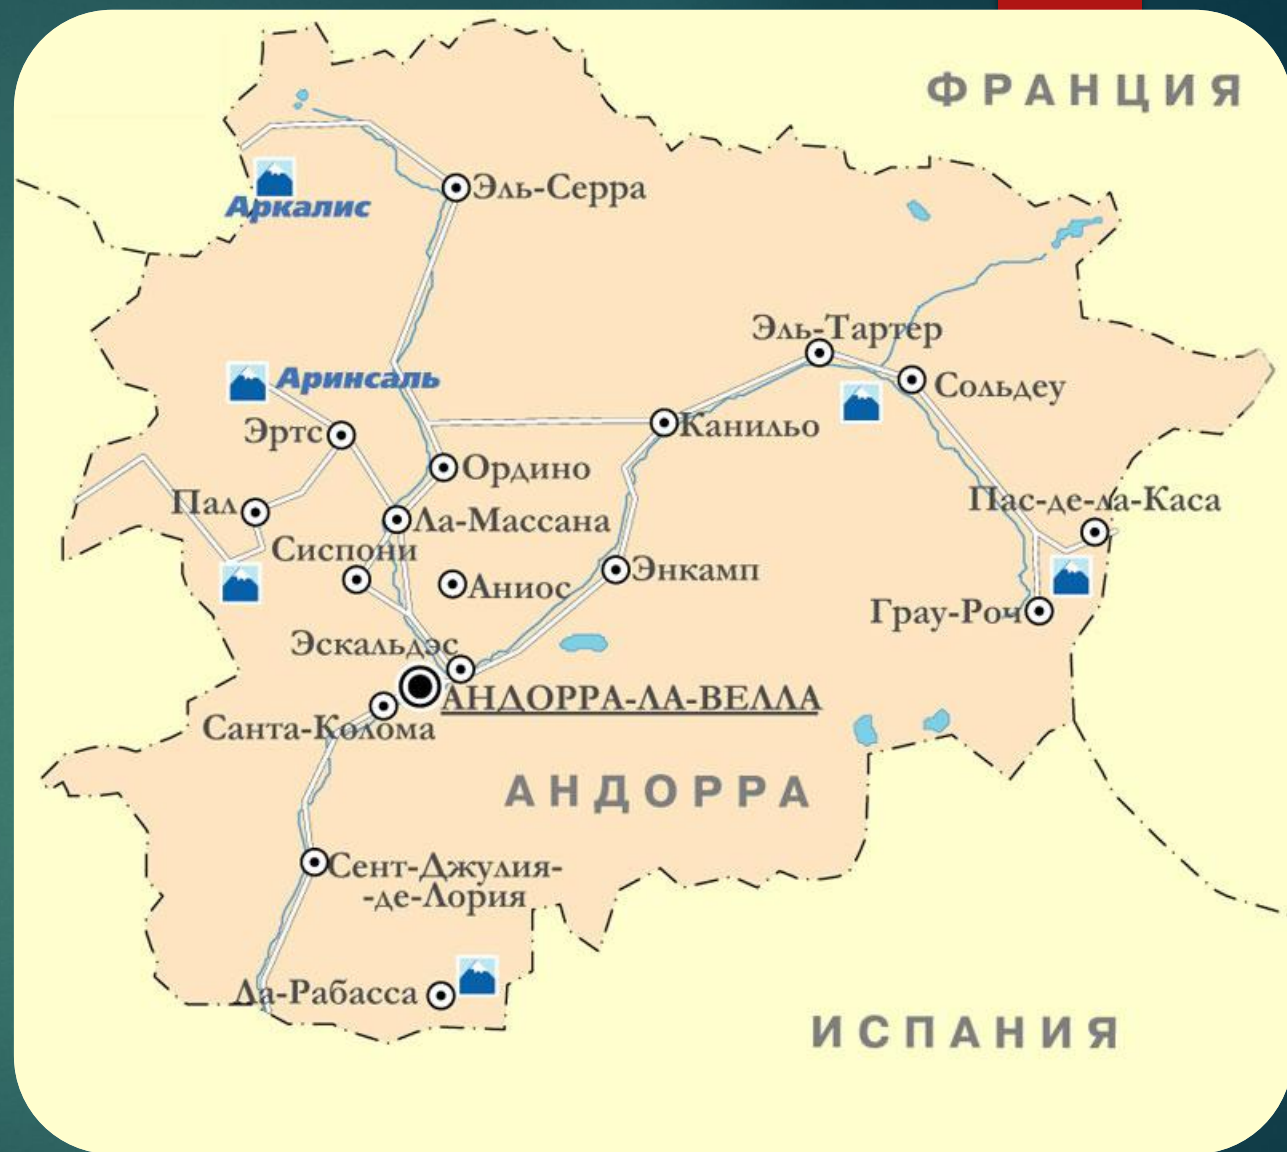 ФРАНЦИЯ
Эль-Серра
Аркалис
Эль-Тартер
Аринсаль
Сольдеу
Эртс
Канильо
Ордино
Пал
Пас-де-ла-Каса
Ла-Массана
Сиспони
Энкамп
Аниос
Грау-Роч
Эскальдэс
АНДОРРА-ЛА-ВЕЛЛА
Санта-Колома
АНДОРРА
Сент-Джулия-
-де-Лория
Ла-Рабасса
ИСПАНИЯ